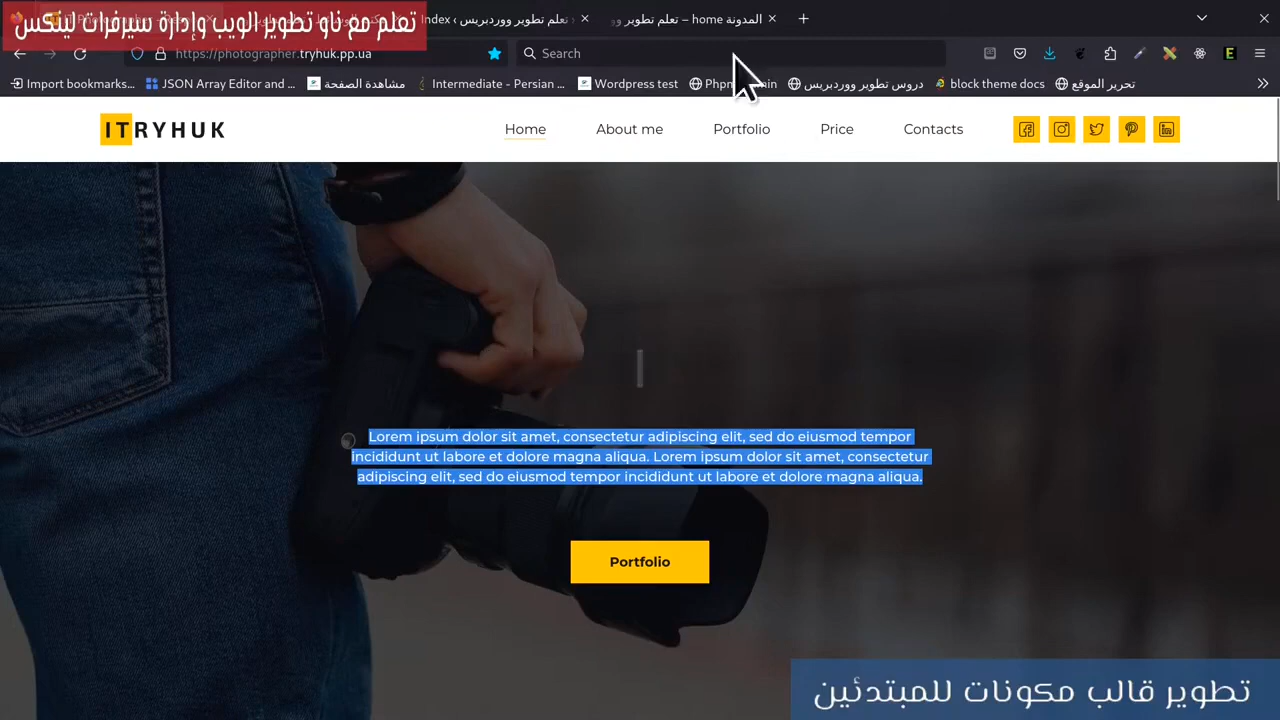 تعلم مع ناو تطوير الويب وإدارة سيرفرات لينكس
Index ‹ تعلم تطوير ووردبريس
المدونة home – تعلم تطوير
https://photographer.tryhuk.pp.ua
Search
Import bookmarks...
JSON Array Editor and ...
مشاهدة الصفحة
Intermediate - Persian ...
Wordpress test
دروس تطوير ووردبريس
block theme docs
تحرير الموقع
ITRYHUK
Home
About me
Portfolio
Price
Contacts
Lorem ipsum dolor sit amet, consectetur adipiscing elit, sed do eiusmod tempor
incididunt ut labore et dolore magna aliqua. Lorem ipsum dolor sit amet, consectetur
adipiscing elit, sed do eiusmod tempor incididunt ut labore et dolore magna aliqua.
Portfolio
تطوير قالب مكونات للمبتدئين